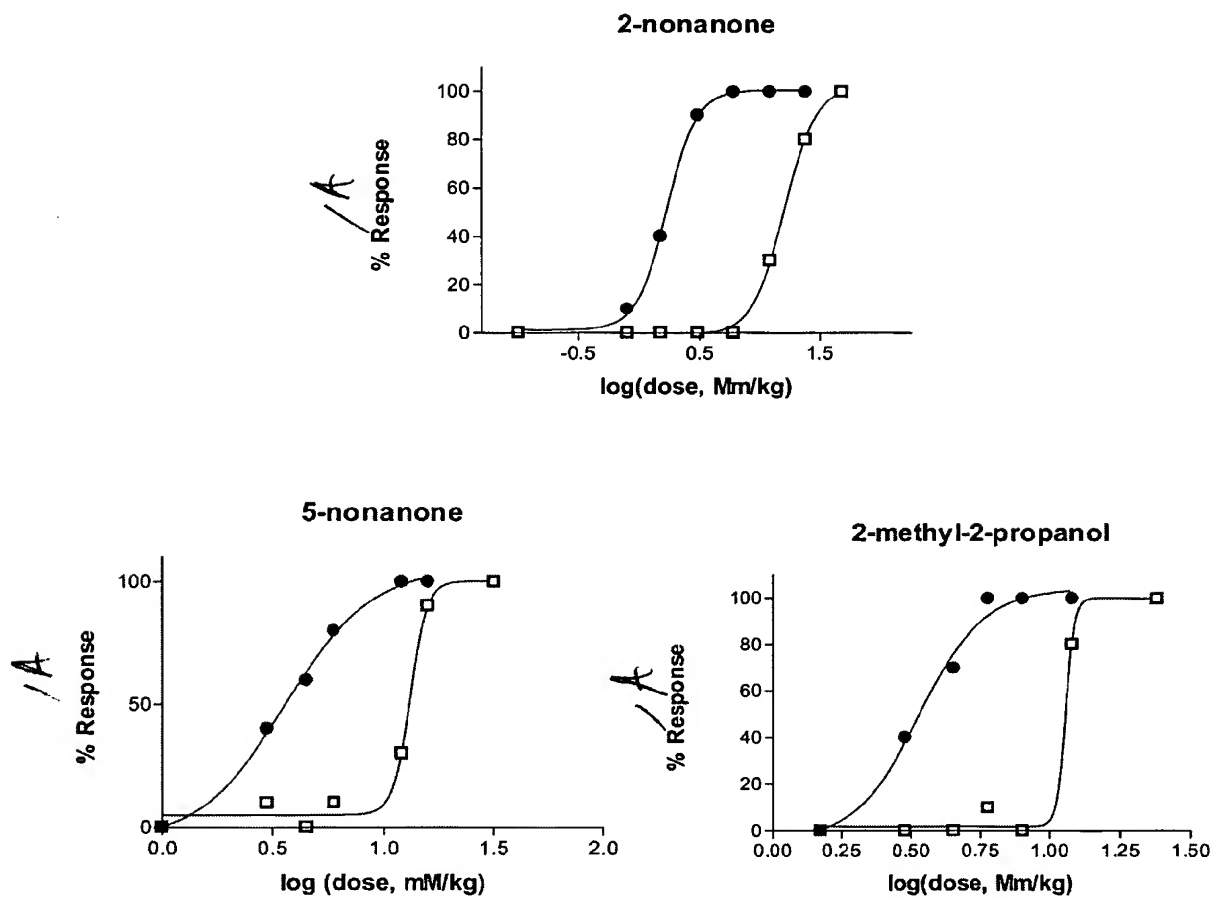 2-nonanone
100
80
60
40
20
0
% Response
-0.5 0.5 1.5
log(dose, Mm/kg)
5-nonanone
100
50
0
% Response
0.0 0.5 1.0 1.5 2.0
log (dose, mM/kg)
2-methyl-2-propanol
100
80
60
40
20
0
% Response
0.00 0.25 0.50 0.75 1.00 1.25 1.50
log(dose, Mm/kg)